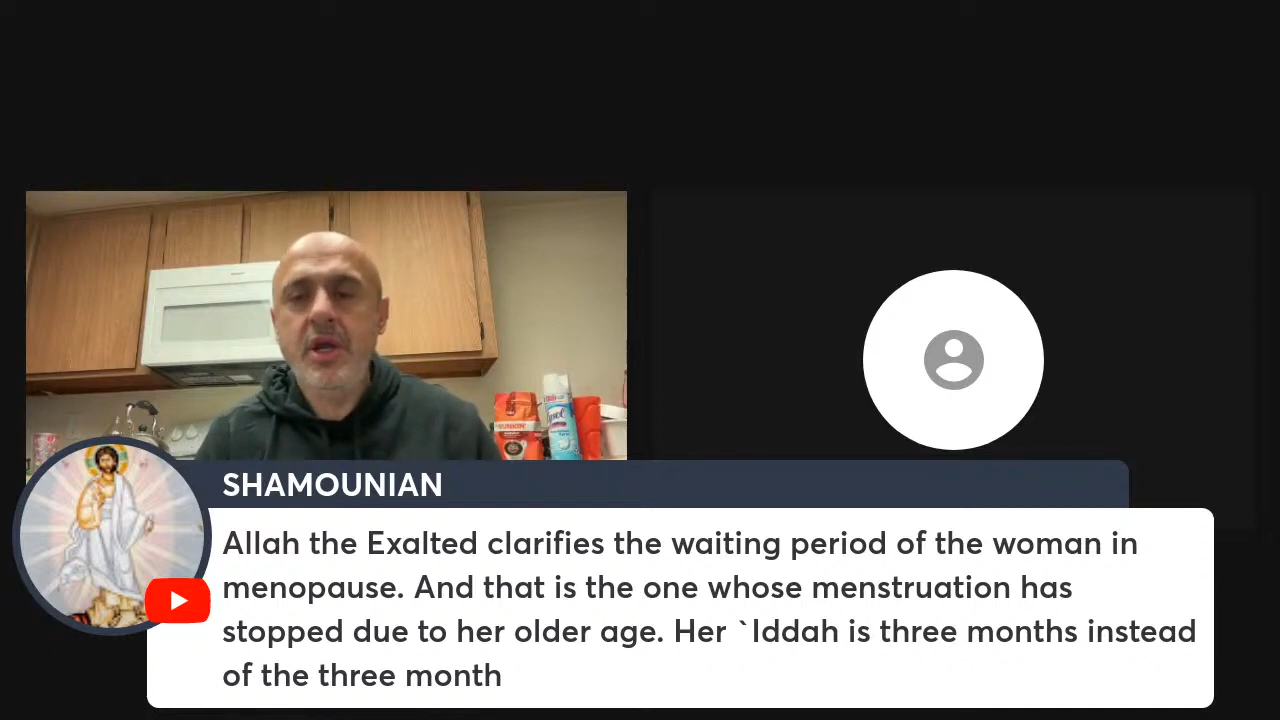 SHAMOUNIAN
Allah the Exalted clarifies the waiting period of the woman in
menopause. And that is the one whose menstruation has
stopped due to her older age. Her `Iddah is three months instead
of the three month